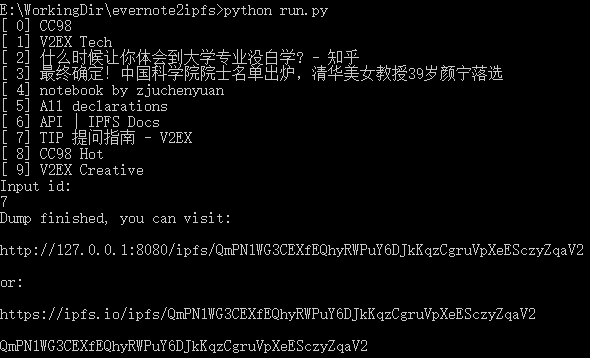 E:\WorkingDir\evernote2ipfs>python run.py
[ 0] CC98
[ 1] V2EX Tech
[ 2] 什么时候让你体会到大学专业没白学? - 知乎
[ 3] 最终确定! 中国科学院院士名单出炉，清华美女教授39岁颜宁落选
[ 4] notebook by zjuchenyuan
[ 5] All declarations
[ 6] API | IPFS Docs
[ 7] TIP 提问指南 - V2EX
[ 8] CC98 Hot
[ 9] V2EX Creative
Input id:
7
Dump finished, you can visit:
http://127.0.0.1:8080/ipfs/QmPN1WG3CEXfEQhyRWPuY6DJkKqzCgruVpXeESczyZqaV2
or:
https://ipfs.io/ipfs/QmPN1WG3CEXfEQhyRWPuY6DJkKqzCgruVpXeESczyZqaV2
QmPN1WG3CEXfEQhyRWPuY6DJkKqzCgruVpXeESczyZqaV2